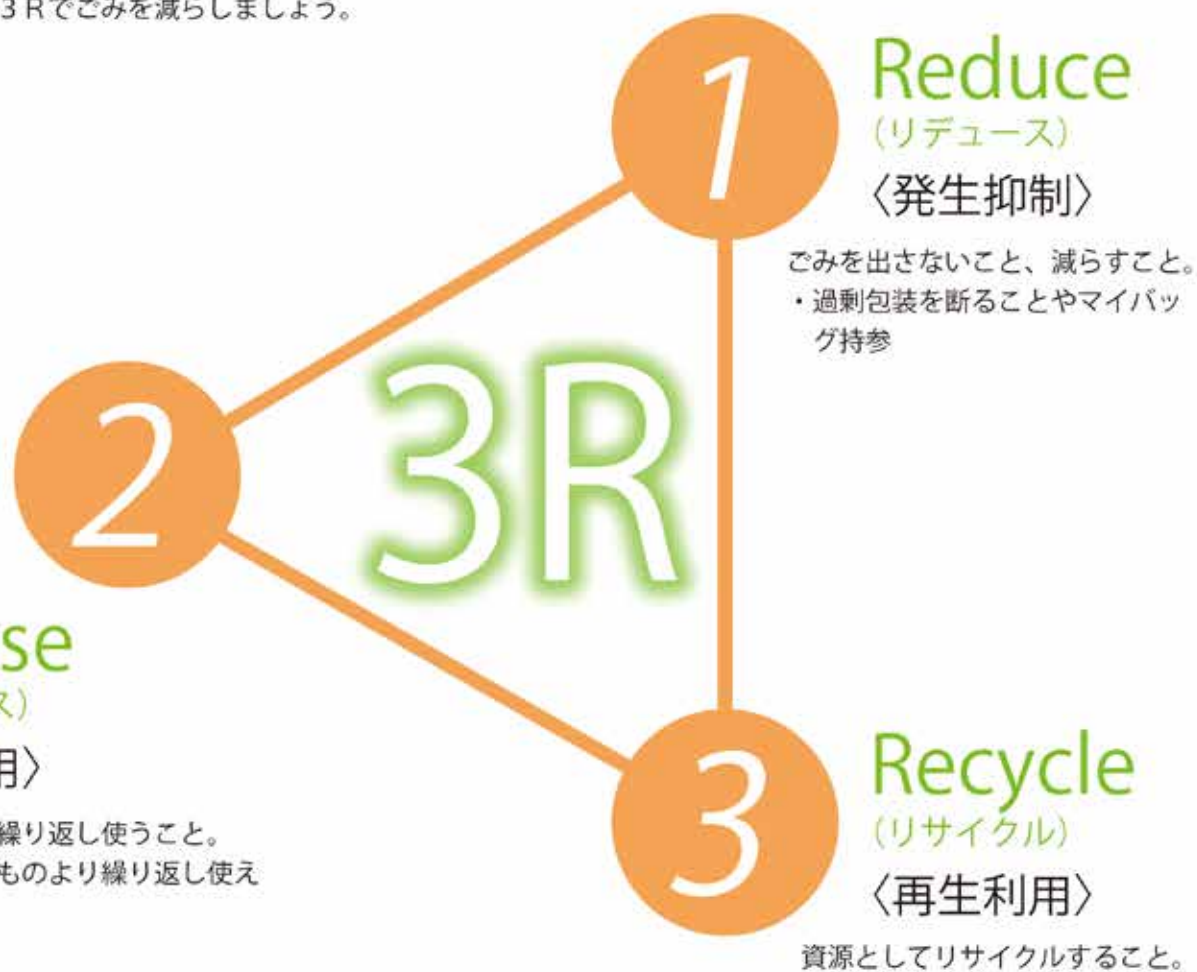 ３Ｒでごみを減らしましょう。
1
Reduce
（リデュース）
〈発生抑制〉
ごみを出さないこと、減らすこと。
・過剰包装を断ることやマイバッ
グ持参
3R
2
se
ス）
用〉
繰り返し使うこと。
ものより繰り返し使え
3
Recycle
（リサイクル）
〈再生利用〉
資源としてリサイクルすること。